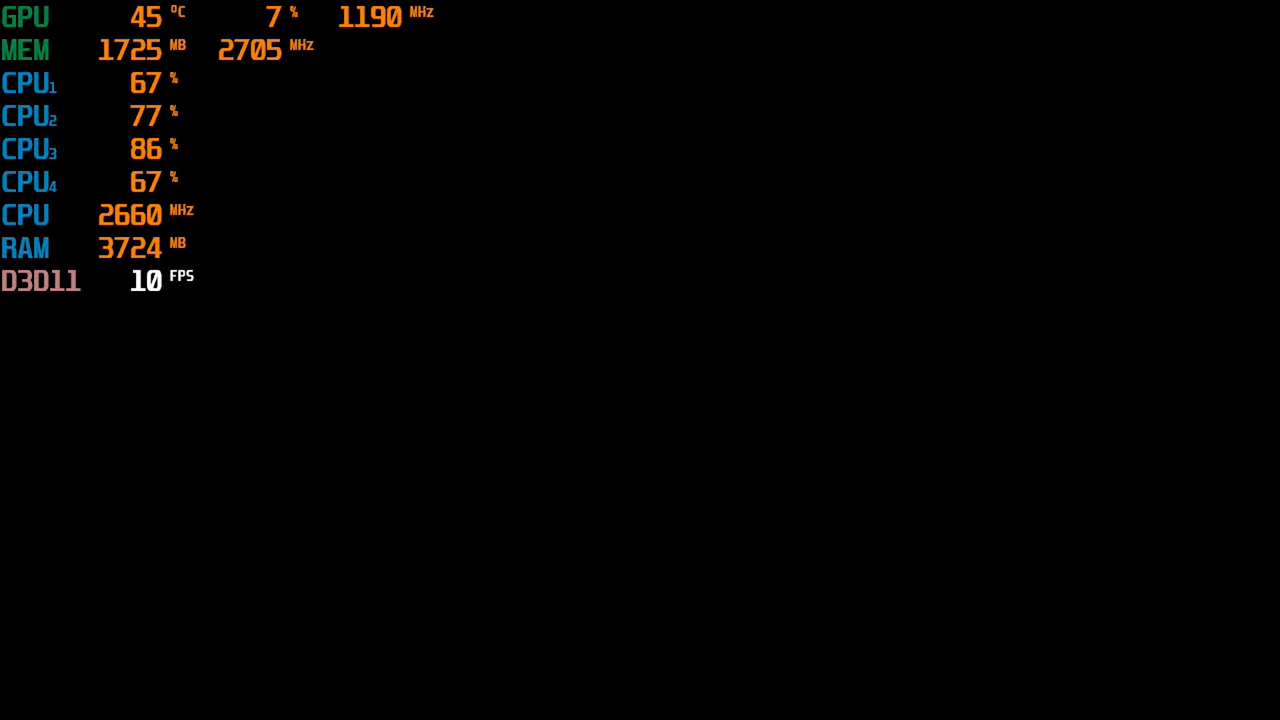 GPU 45 °C 7 % 1190 MHz
MEM 1725 MB 2705 MHz
CPU1 67 %
CPU2 77 %
CPU3 86 %
CPU4 67 %
CPU 2660 MHz
RAM 3724 MB
D3D11 10 FPS